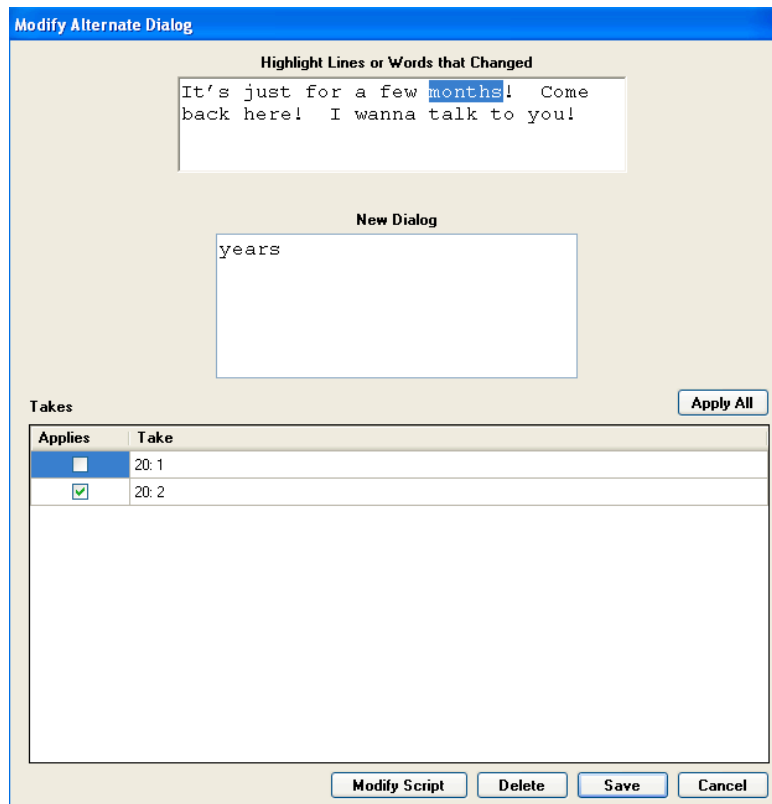 Modify Alternate Dialog
Highlight Lines or Words that Changed
It's just for a few months!  Come
back here!  I wanna talk to you!
New Dialog
years
Takes
Apply All
Applies Take
20: 1
20: 2
Modify Script Delete Save Cancel